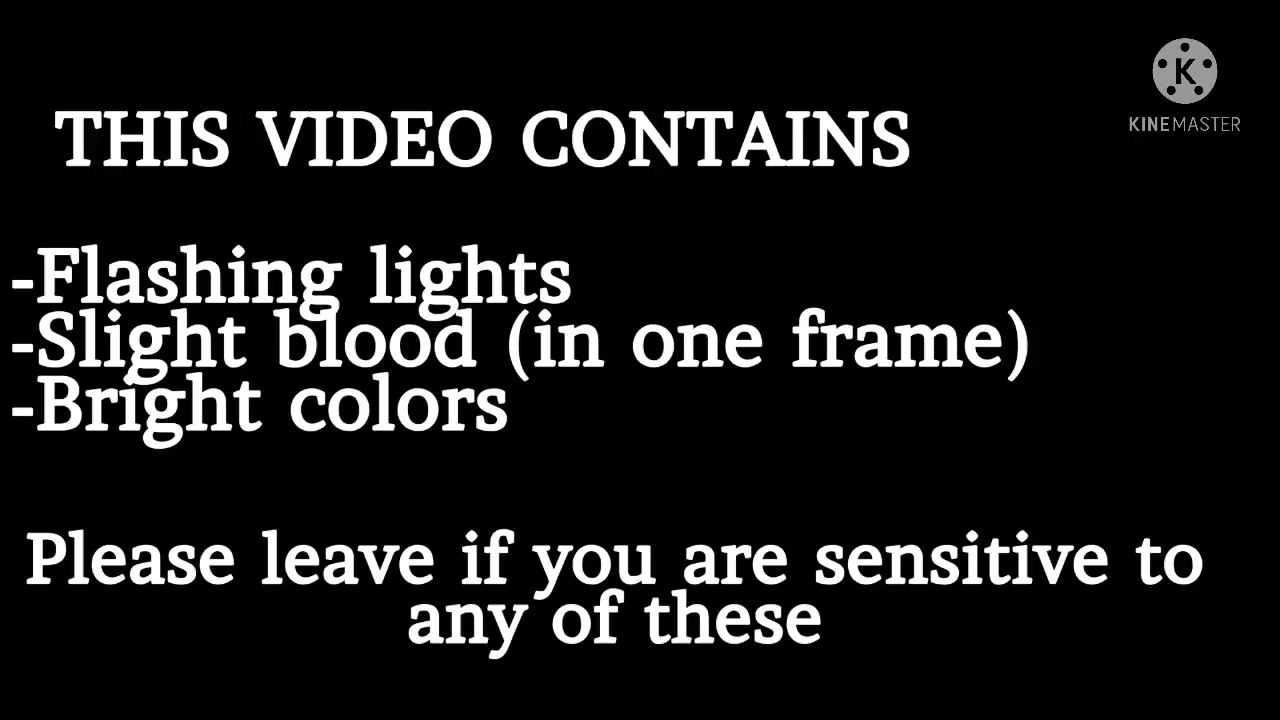 K
KINEMASTER
THIS VIDEO CONTAINS
-Flashing lights
-Slight blood (in one frame)
-Bright colors
Please leave if you are sensitive to
any of these